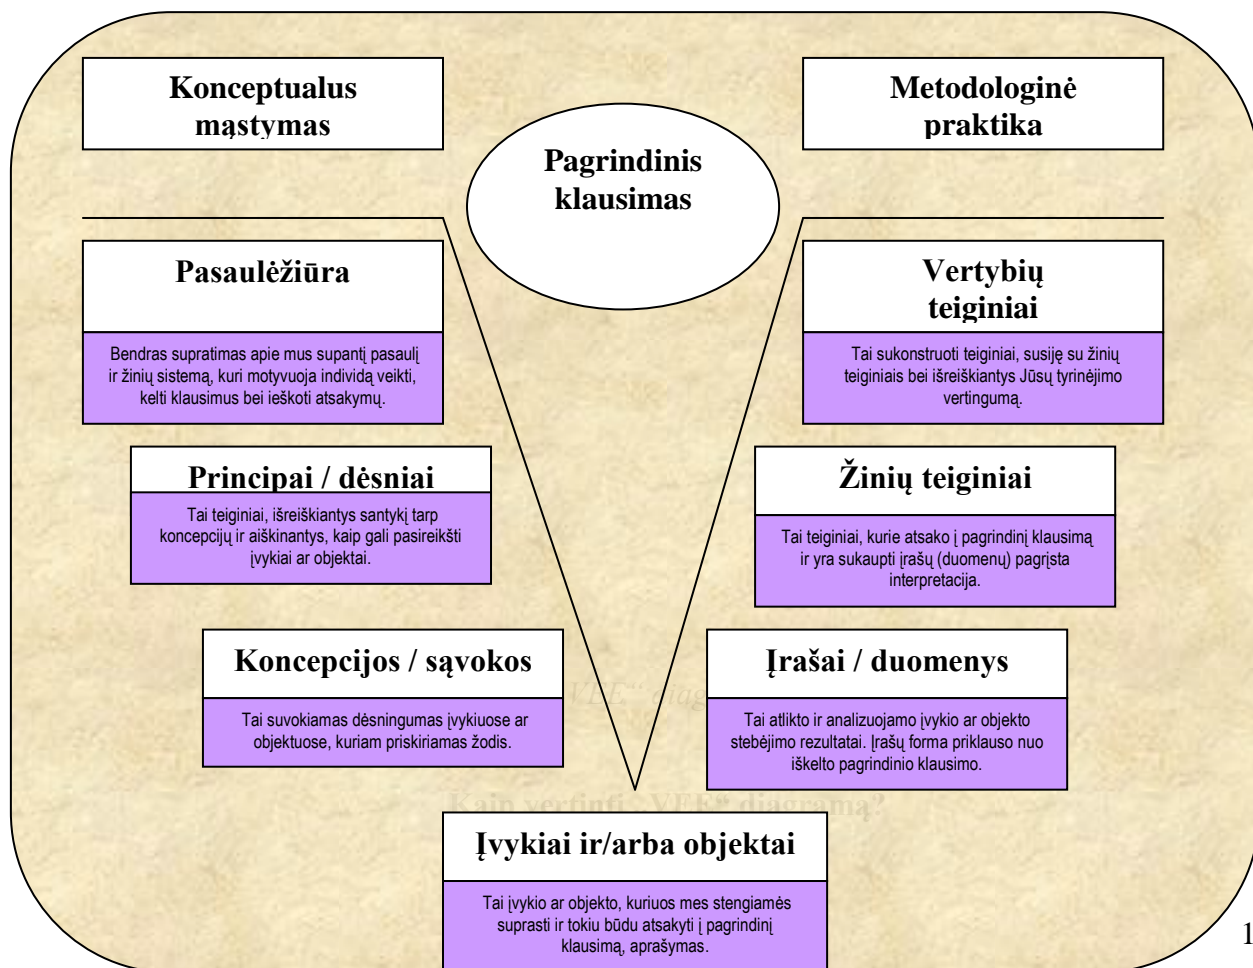 Konceptualus
mąstymas
Metodologinė
praktika
Pagrindinis
klausimas
Pasaulėžiūra
Bendras supratimas apie mus supantį pasaulį
ir žinių sistemą, kuri motyvuoja individą veikti,
kelti klausimus bei ieškoti atsakymų.
Vertybių
teiginiai
Tai sukonstruoti teiginiai, susiję su žinių
teiginiais bei išreiškiantys Jūsų tyrinėjimo
vertingumą.
Principai / dėsniai
Tai teiginiai, išreiškiantys santykį tarp
koncepcijų ir aiškinantys, kaip gali pasireikšti
įvykiai ar objektai.
Žinių teiginiai
Tai teiginiai, kurie atsako į pagrindinį klausimą
ir yra sukaupti įrašų (duomenų) pagrįsta
interpretacija.
Koncepcijos / sąvokos
Tai suvokiamas dėsningumas įvykiuose ar
objektuose, kuriam priskiriamas žodis.
Įrašai / duomenys
Tai atlikto ir analizuojamo įvykio ar objekto
stebėjimo rezultatai. Įrašų forma priklauso nuo
iškelto pagrindinio klausimo.
VEE“ diag
Kaip vertinti „VEE“ diagramą?
Įvykiai ir/arba objektai
Tai įvykio ar objekto, kuriuos mes stengiamės
suprasti ir tokiu būdu atsakyti į pagrindinį
klausimą, aprašymas.
1